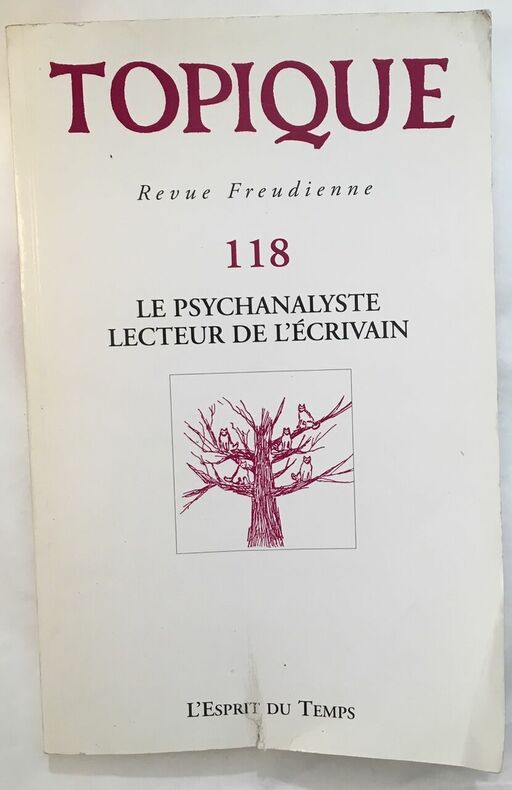 TOPIQUE
Revue Freudienne
118
LE PSYCHANALYSTE
LECTEUR DE L'ÉCRIVAIN
L'ESPRIT DU TEMPS